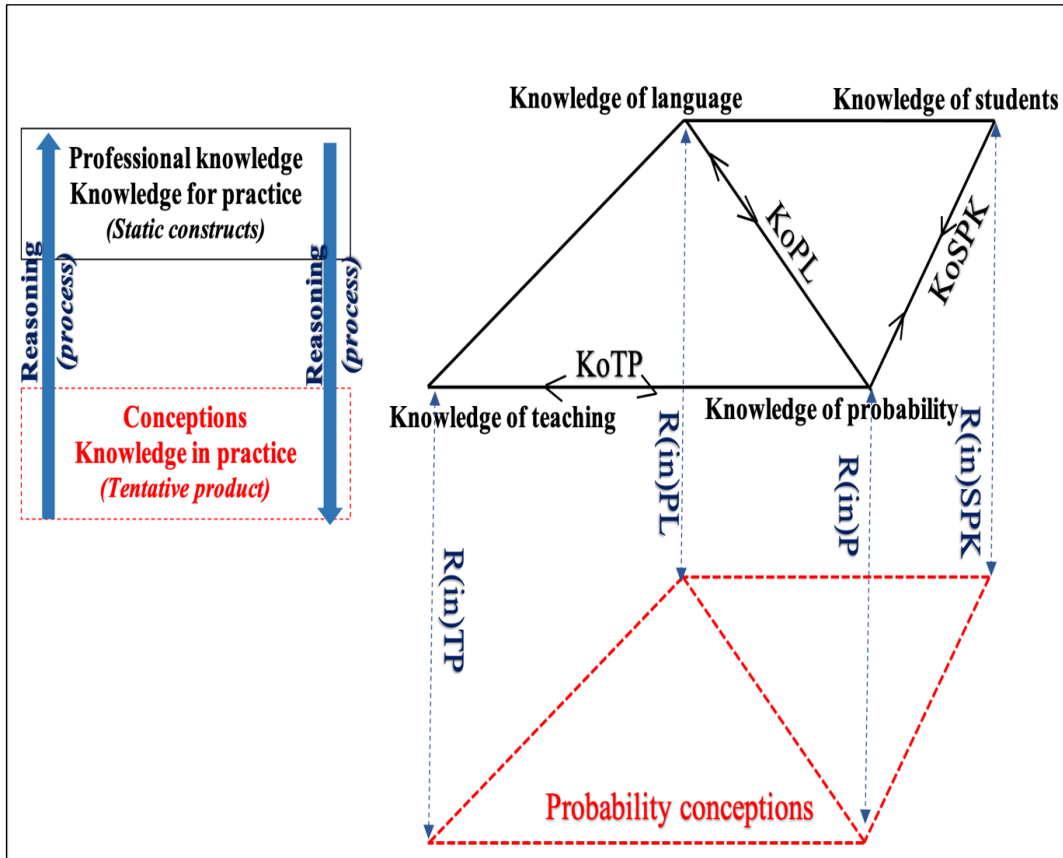 Professional knowledge
Knowledge for practice
(Static constructs)
Reasoning
(process)
Reasoning
(process)
Conceptions
Knowledge in practice
(Tentative product)
Knowledge of language
Knowledge of students
KoPL
KoSPK
KoTP
Knowledge of teaching
Knowledge of probability
R(in)TP
R(in)PL
R(in)P
R(in)SPK
Probability conceptions